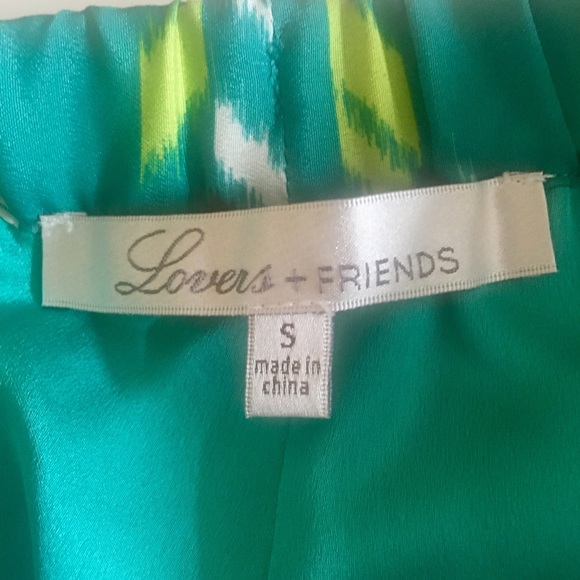 Lovers + FRIENDS
S
made in
china